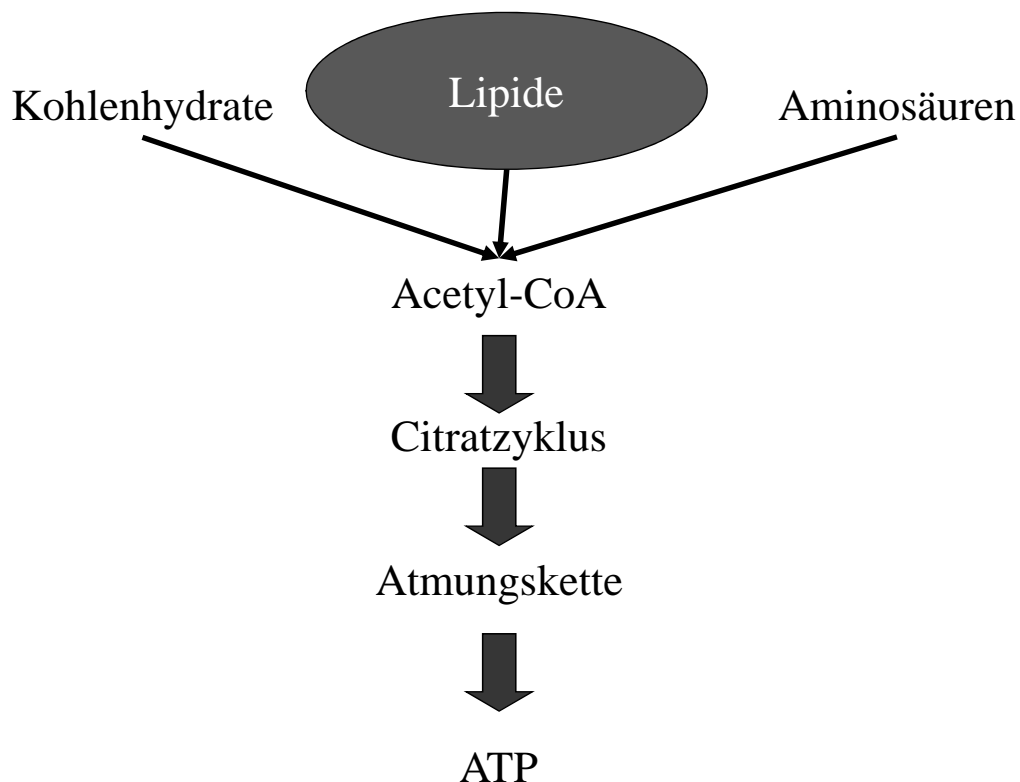 Lipide
Kohlenhydrate
Aminosäuren
Acetyl-CoA
Citratzyklus
Atmungskette
ATP